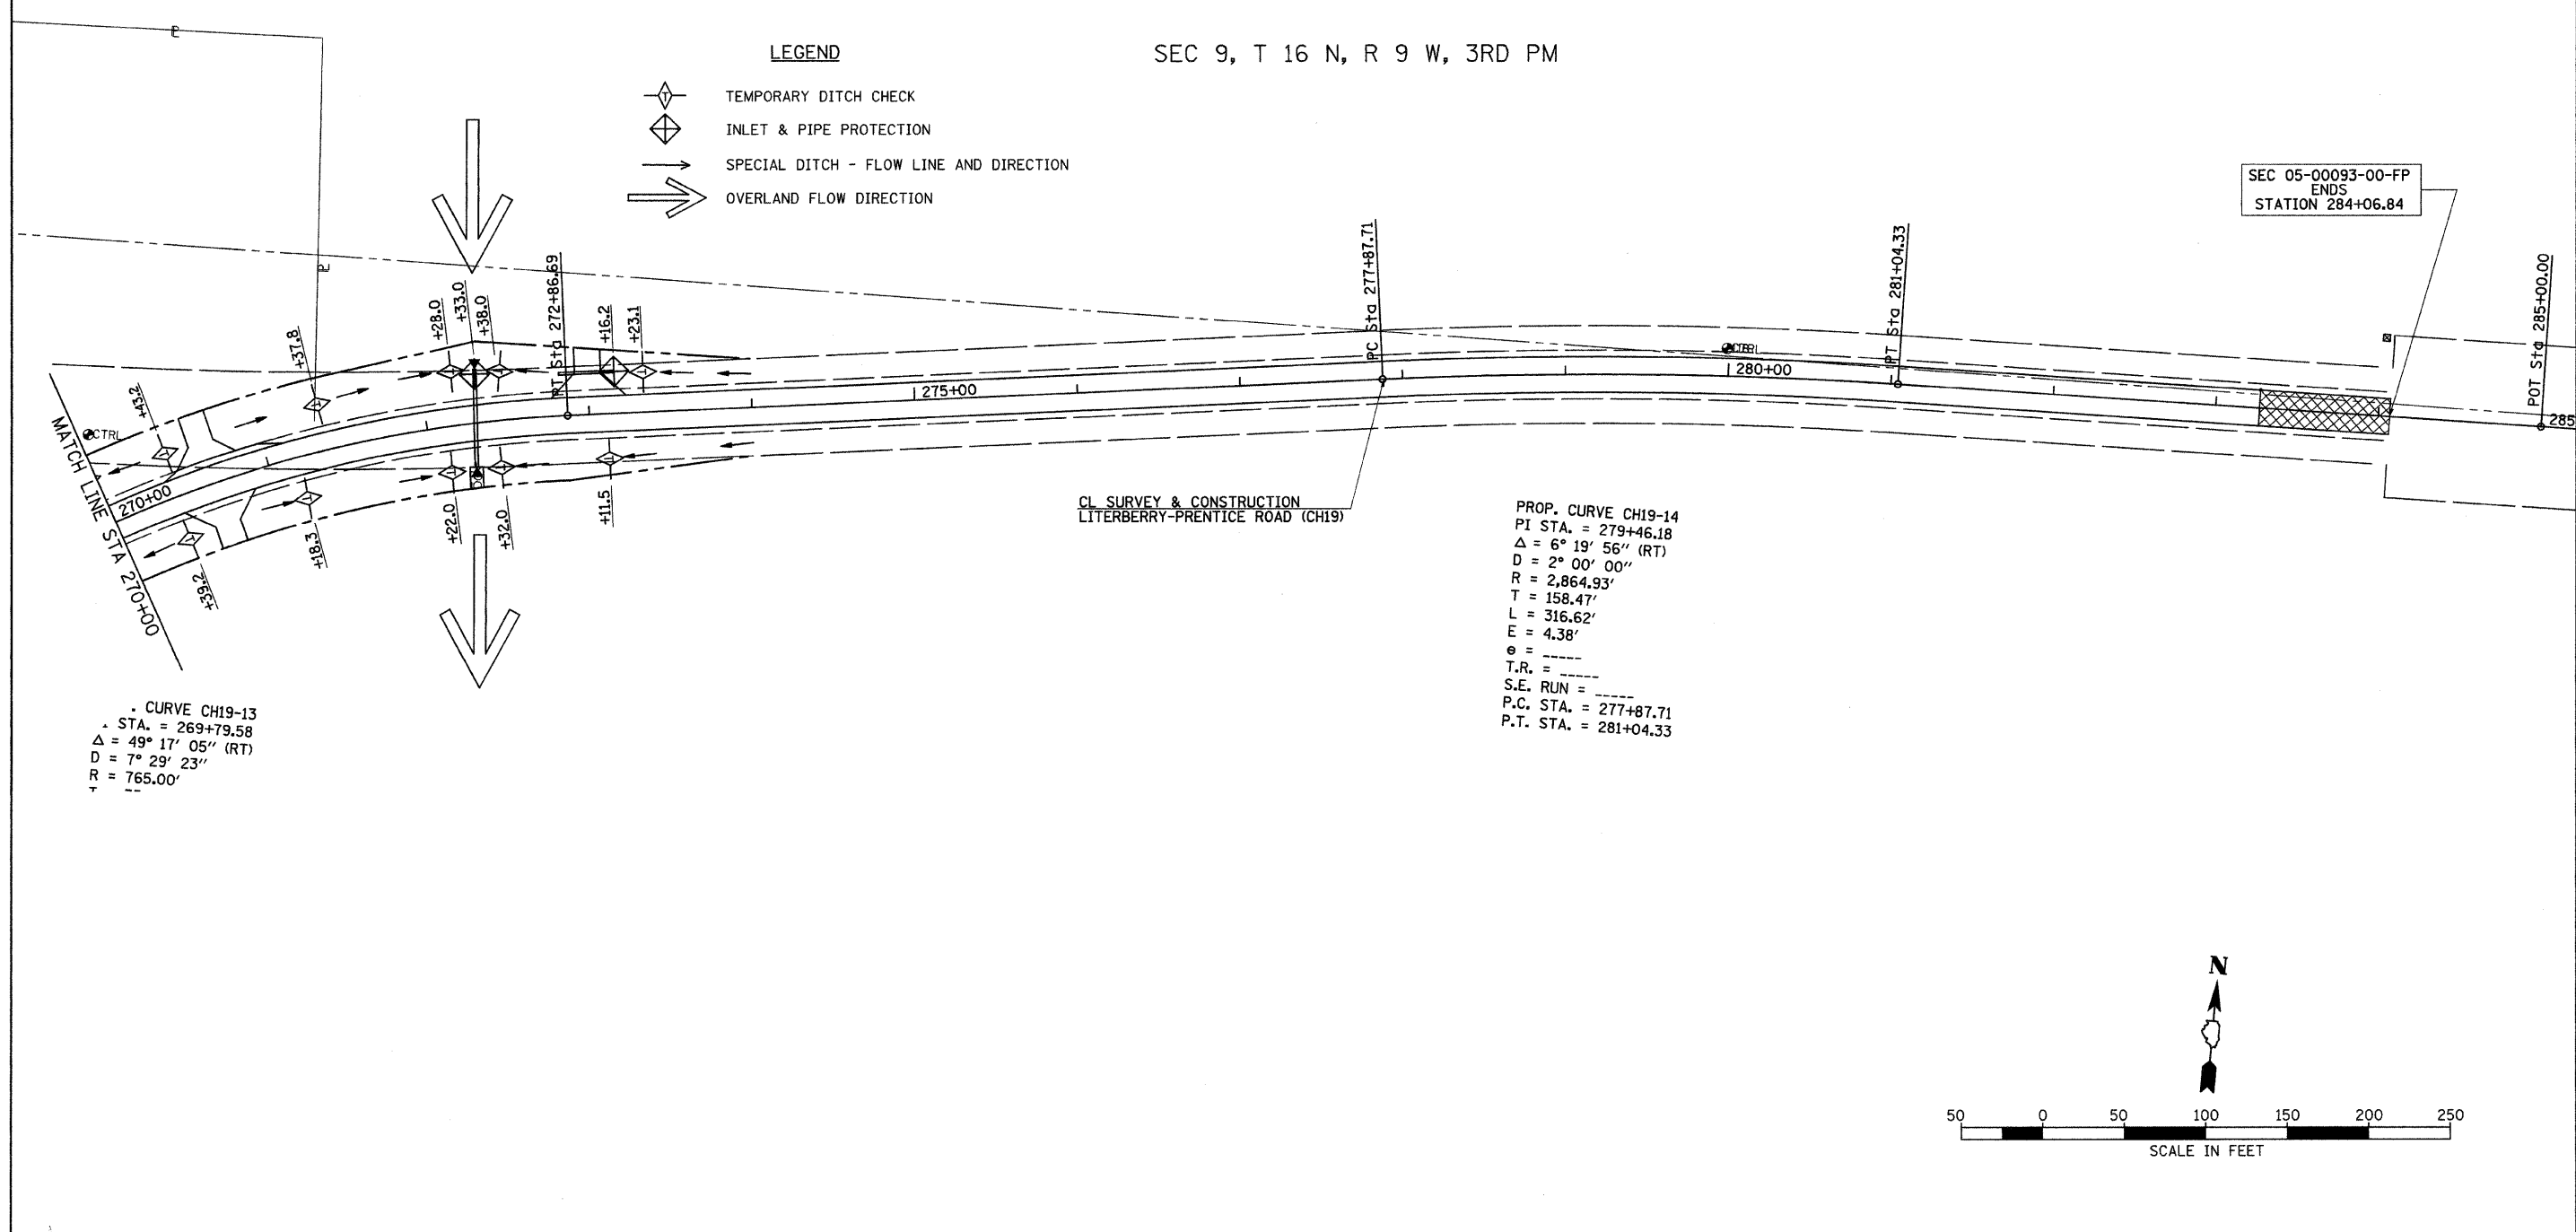 LEGEND
SEC 9, T 16 N, R 9 W, 3RD PM
T TEMPORARY DITCH CHECK
INLET & PIPE PROTECTION
SPECIAL DITCH - FLOW LINE AND DIRECTION
OVERLAND FLOW DIRECTION
SEC 05-00093-00-FP
ENDS
STATION 284+06.84
+43.2
+37.8
+28.0
+33.0
+38.0
PT Sta 272+86.69
+16.2
+23.1
PC Sta 277+87.71
PT Sta 281+04.33
POT Sta 285+00.00
CTRL
270+00
275+00
280+00
285
MATCH LINE STA 270+00
+39.2
+18.3
+22.0
+32.0
+11.5
CL SURVEY & CONSTRUCTION
LITERBERRY-PRENTICE ROAD (CH19)
PROP. CURVE CH19-14
PI STA. = 279+46.18
Δ = 6° 19' 56" (RT)
D = 2° 00' 00"
R = 2,864.93'
T = 158.47'
L = 316.62'
E = 4.38'
e = _____
T.R. = _____
S.E. RUN = _____
P.C. STA. = 277+87.71
P.T. STA. = 281+04.33
. CURVE CH19-13
STA. = 269+79.58
Δ = 49° 17' 05" (RT)
D = 7° 29' 23"
R = 765.00'
N
50 0 50 100 150 200 250
SCALE IN FEET